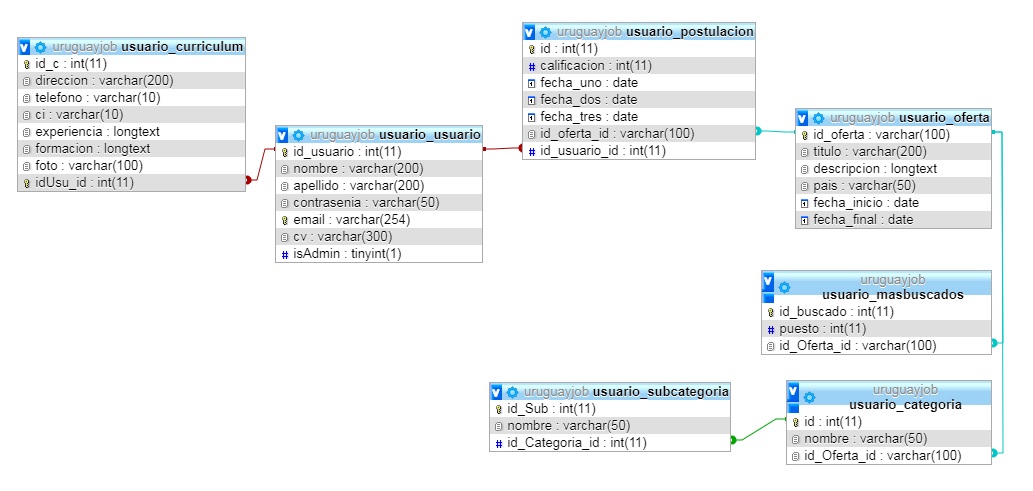 uruguayjob usuario_curriculum
id_c : int(11)
direccion : varchar(200)
telefono : varchar(10)
ci : varchar(10)
experiencia : longtext
formacion : longtext
foto : varchar(100)
idUsu_id : int(11)
uruguayjob usuario_usuario
id_usuario : int(11)
nombre : varchar(200)
apellido : varchar(200)
contrasenia : varchar(50)
email : varchar(254)
cv : varchar(300)
isAdmin : tinyint(1)
uruguayjob usuario_postulacion
id : int(11)
calificacion : int(11)
fecha_uno : date
fecha_dos : date
fecha_tres : date
id_oferta_id : varchar(100)
id_usuario_id : int(11)
uruguayjob usuario_oferta
id_oferta : varchar(100)
titulo : varchar(200)
descripcion : longtext
pais : varchar(50)
fecha_inicio : date
fecha_final : date
uruguayjob
usuario_masbuscados
id_buscado : int(11)
puesto : int(11)
id_Oferta_id : varchar(100)
uruguayjob usuario_subcategoria
id_Sub : int(11)
nombre : varchar(50)
id_Categoria_id : int(11)
uruguayjob
usuario_categoria
id : int(11)
nombre : varchar(50)
id_Oferta_id : varchar(100)